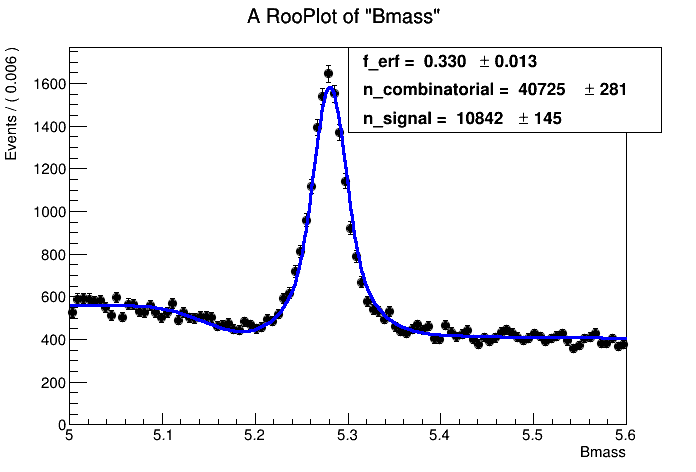 A RooPlot of "Bmass"
f_erf = 0.330 ± 0.013
n_combinatorial = 40725 ± 281
n_signal = 10842 ± 145
Events / ( 0.006 )
1600
1400
1200
1000
800
600
400
200
0
5 5.1 5.2 5.3 5.4 5.5 5.6
Bmass